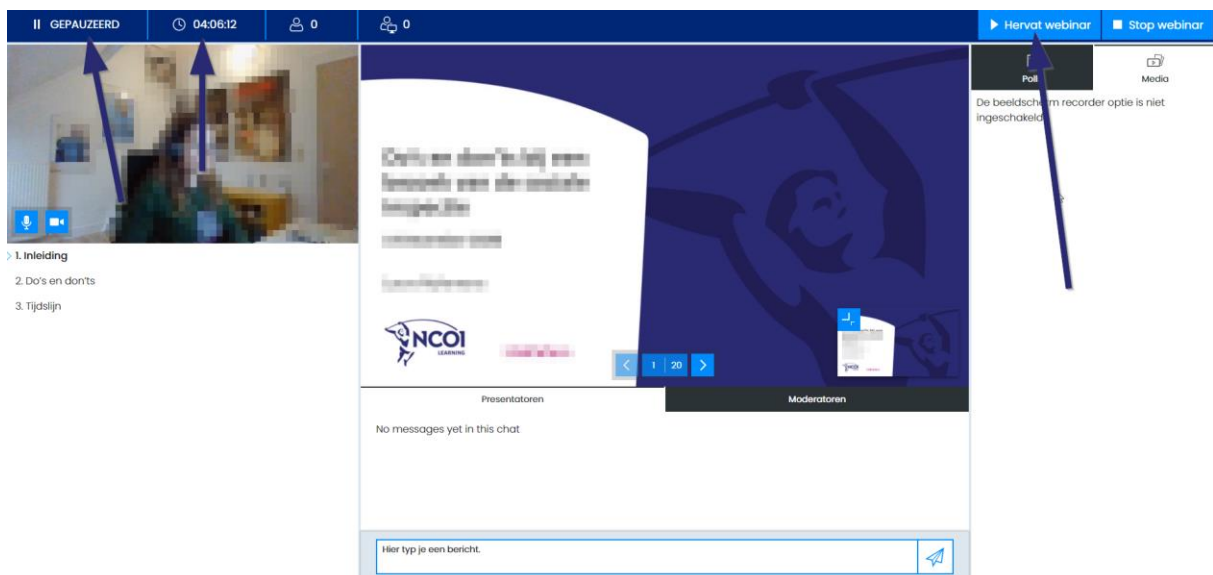 GEPAUZEERD
04:06:12
0
0
Hervat webinar
Stop webinar
1. Inleiding
2. Do's en don'ts
3. Tijdslijn
NCOI
LEARNING
1 20
Presentatoren
Moderatoren
No messages yet in this chat
Hier typ je een bericht.
Media
De beeldscherm recorder optie is niet